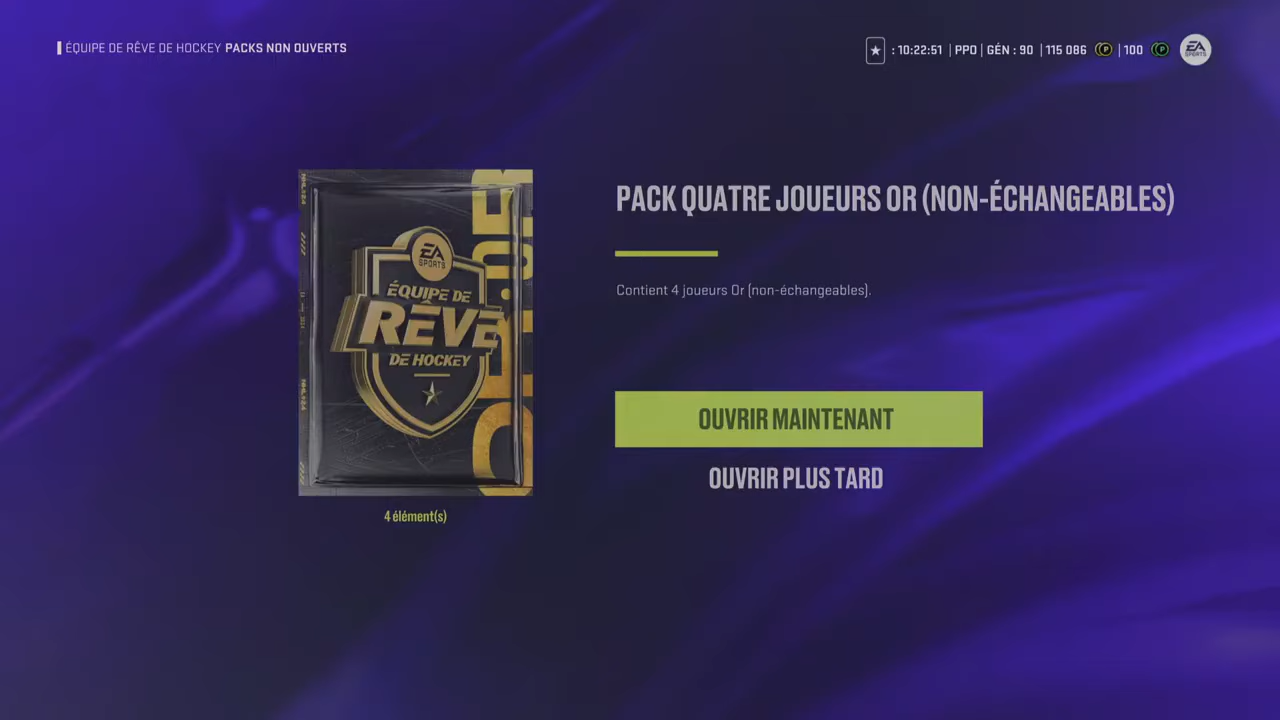 ÉQUIPE DE RÊVE DE HOCKEY PACKS NON OUVERTS
★ : 10:22:51 | PPO | GÉN : 90 | 115 086 P | 100 P
EA
SPORTS
PACK QUATRE JOUEURS OR (NON-ÉCHANGEABLES)
Contient 4 joueurs Or (non-échangeables).
EA
SPORTS
ÉQUIPE DE
RÊVE
DE HOCKEY
NHL 24
OUVRIR MAINTENANT
OUVRIR PLUS TARD
4 élément(s)